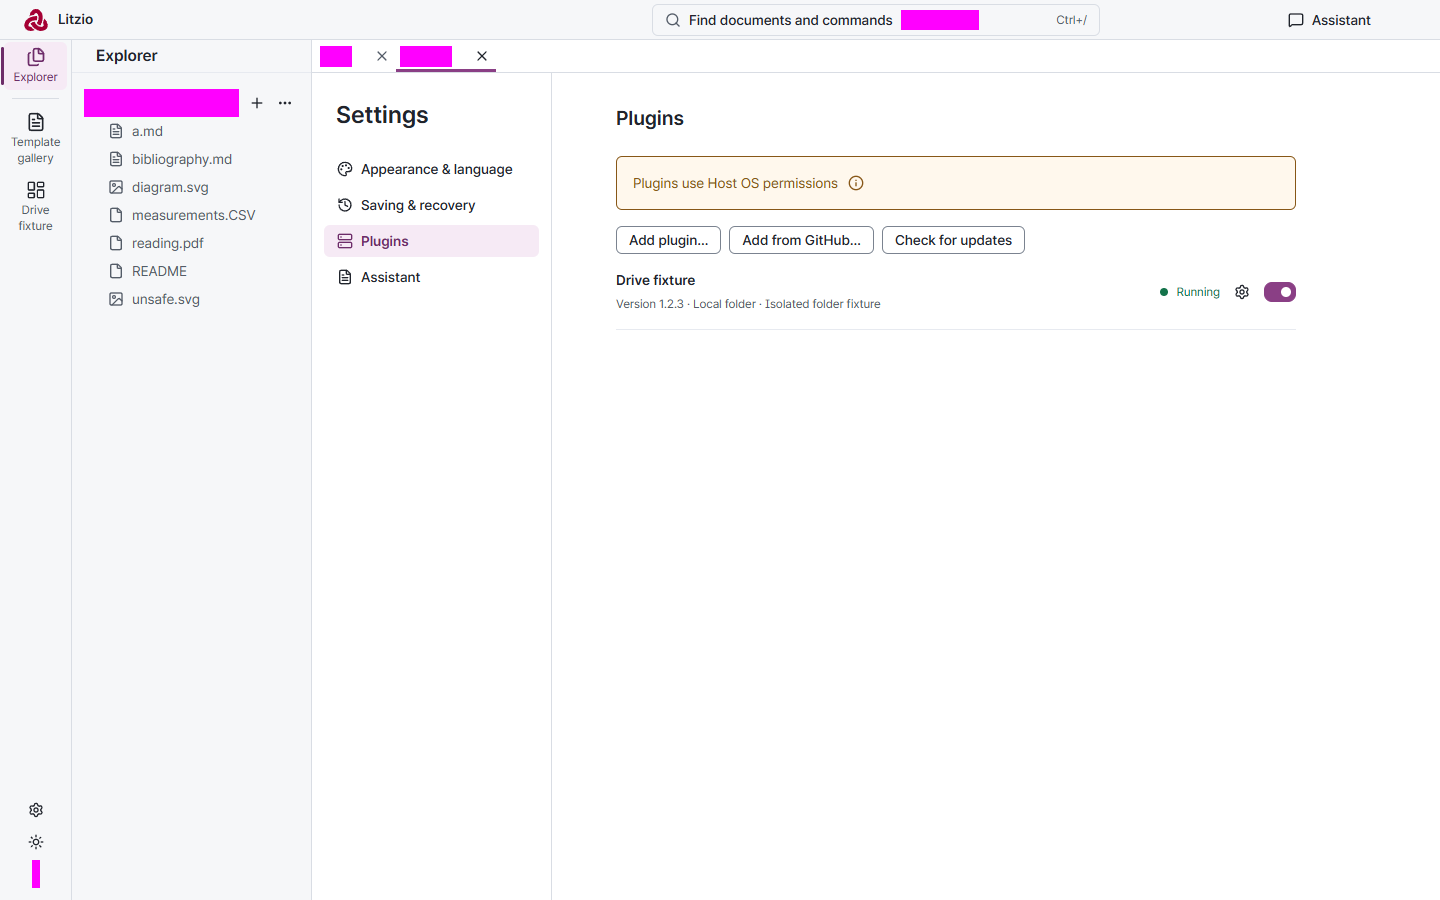 Litzio
Find documents and commands
Ctrl+/
Assistant
Explorer
Template
gallery
Drive
fixture
Explorer
a.md
bibliography.md
diagram.svg
measurements.CSV
reading.pdf
README
unsafe.svg
Settings
Appearance & language
Saving & recovery
Plugins
Assistant
Plugins
Plugins use Host OS permissions
Add plugin...
Add from GitHub...
Check for updates
Drive fixture
Version 1.2.3 · Local folder · Isolated folder fixture
Running